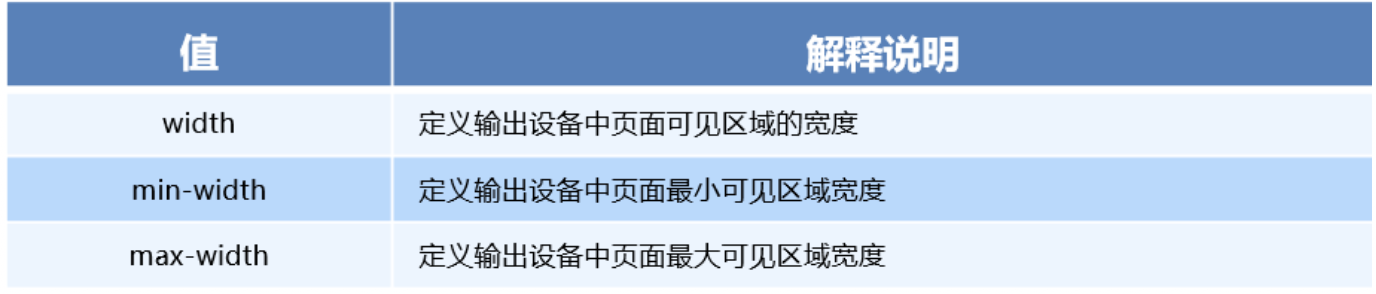 值 解释说明
width 定义输出设备中页面可见区域的宽度
min-width 定义输出设备中页面最小可见区域宽度
max-width 定义输出设备中页面最大可见区域宽度